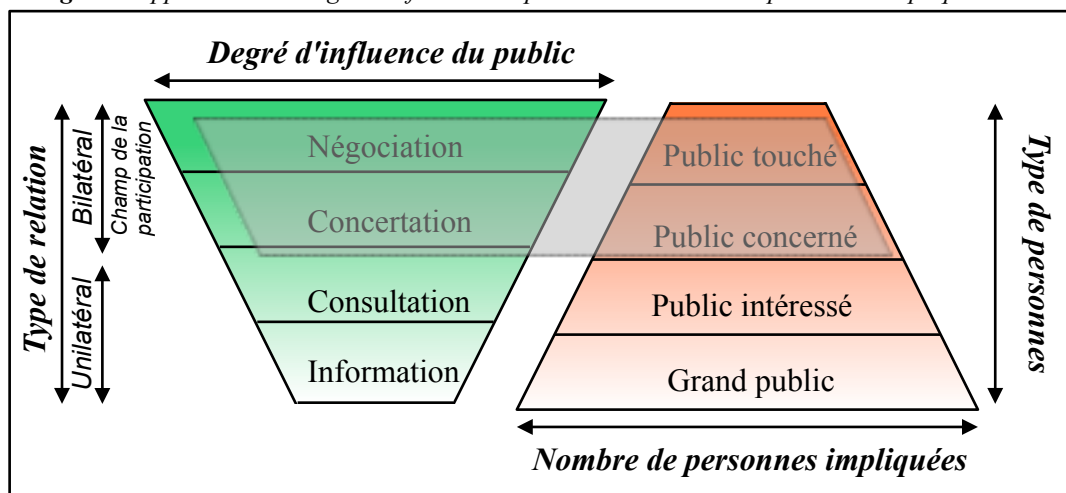 Degré d'influence du public
Type de relation
Bilatéral
Unilatéral
Champ de la
participation
Négociation
Concertation
Consultation
Information
Public touché
Public concerné
Public intéressé
Grand public
Type de personnes
Nombre de personnes impliquées